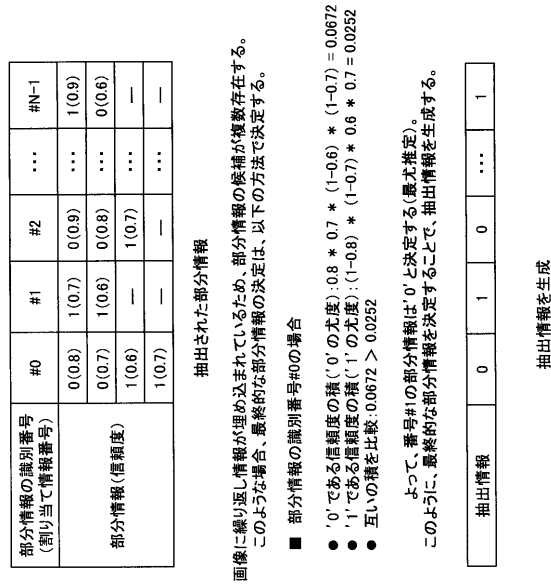 部分情報の識別番号
(割り当て情報番号)
#0
#1
#2
...
#N-1
部分情報(信頼度)
0(0.8)
1(0.7)
0(0.9)
...
1(0.9)
0(0.7)
1(0.6)
0(0.8)
...
0(0.6)
1(0.6)
—
1(0.7)
...
—
1(0.7)
—
—
...
—
抽出された部分情報
画像に繰り返し情報が埋め込まれているため、部分情報の候補が複数存在する。
このような場合、最終的な部分情報の決定は、以下の方法で決定する。
■ 部分情報の識別番号#0の場合
● '0'である信頼度の積('0'の尤度):0.8 * 0.7 * (1-0.6) * (1-0.7) = 0.0672
● '1'である信頼度の積('1'の尤度):(1-0.8) * (1-0.7) * 0.6 * 0.7 = 0.0252
● 互いの積を比較:0.0672 > 0.0252
よって、番号#1の部分情報は'0'と決定する(最尤推定)。
このように、最終的な部分情報を決定することで、抽出情報を生成する。
抽出情報
0
1
0
...
1
抽出情報を生成